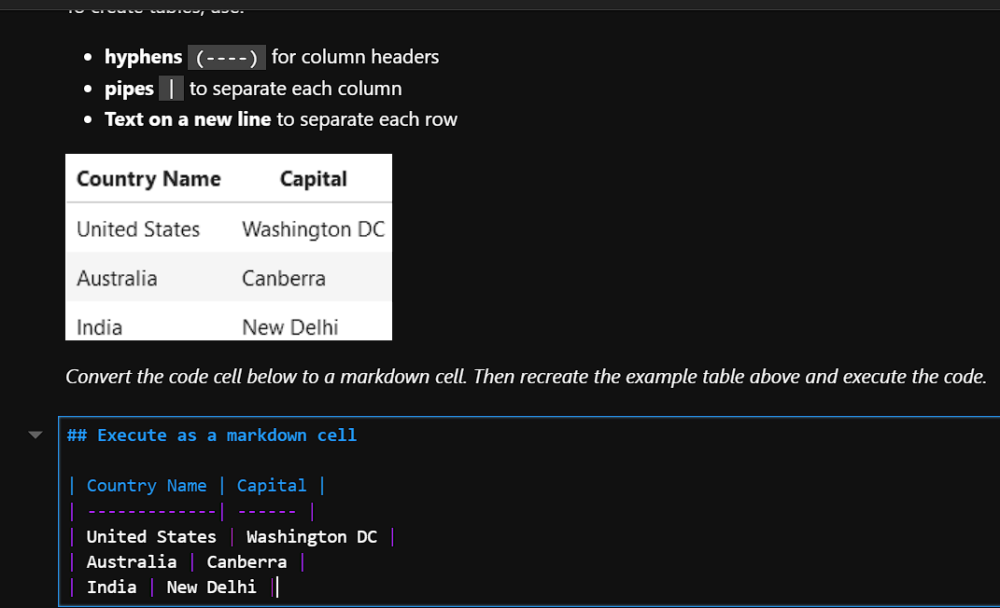 To create tables, use:
• hyphens (----) for column headers
• pipes | to separate each column
• Text on a new line to separate each row
Country Name Capital
United States Washington DC
Australia Canberra
India New Delhi
Convert the code cell below to a markdown cell. Then recreate the example table above and execute the code.
## Execute as a markdown cell
| Country Name | Capital |
| -------------| ------ |
| United States | Washington DC |
| Australia | Canberra |
| India | New Delhi |